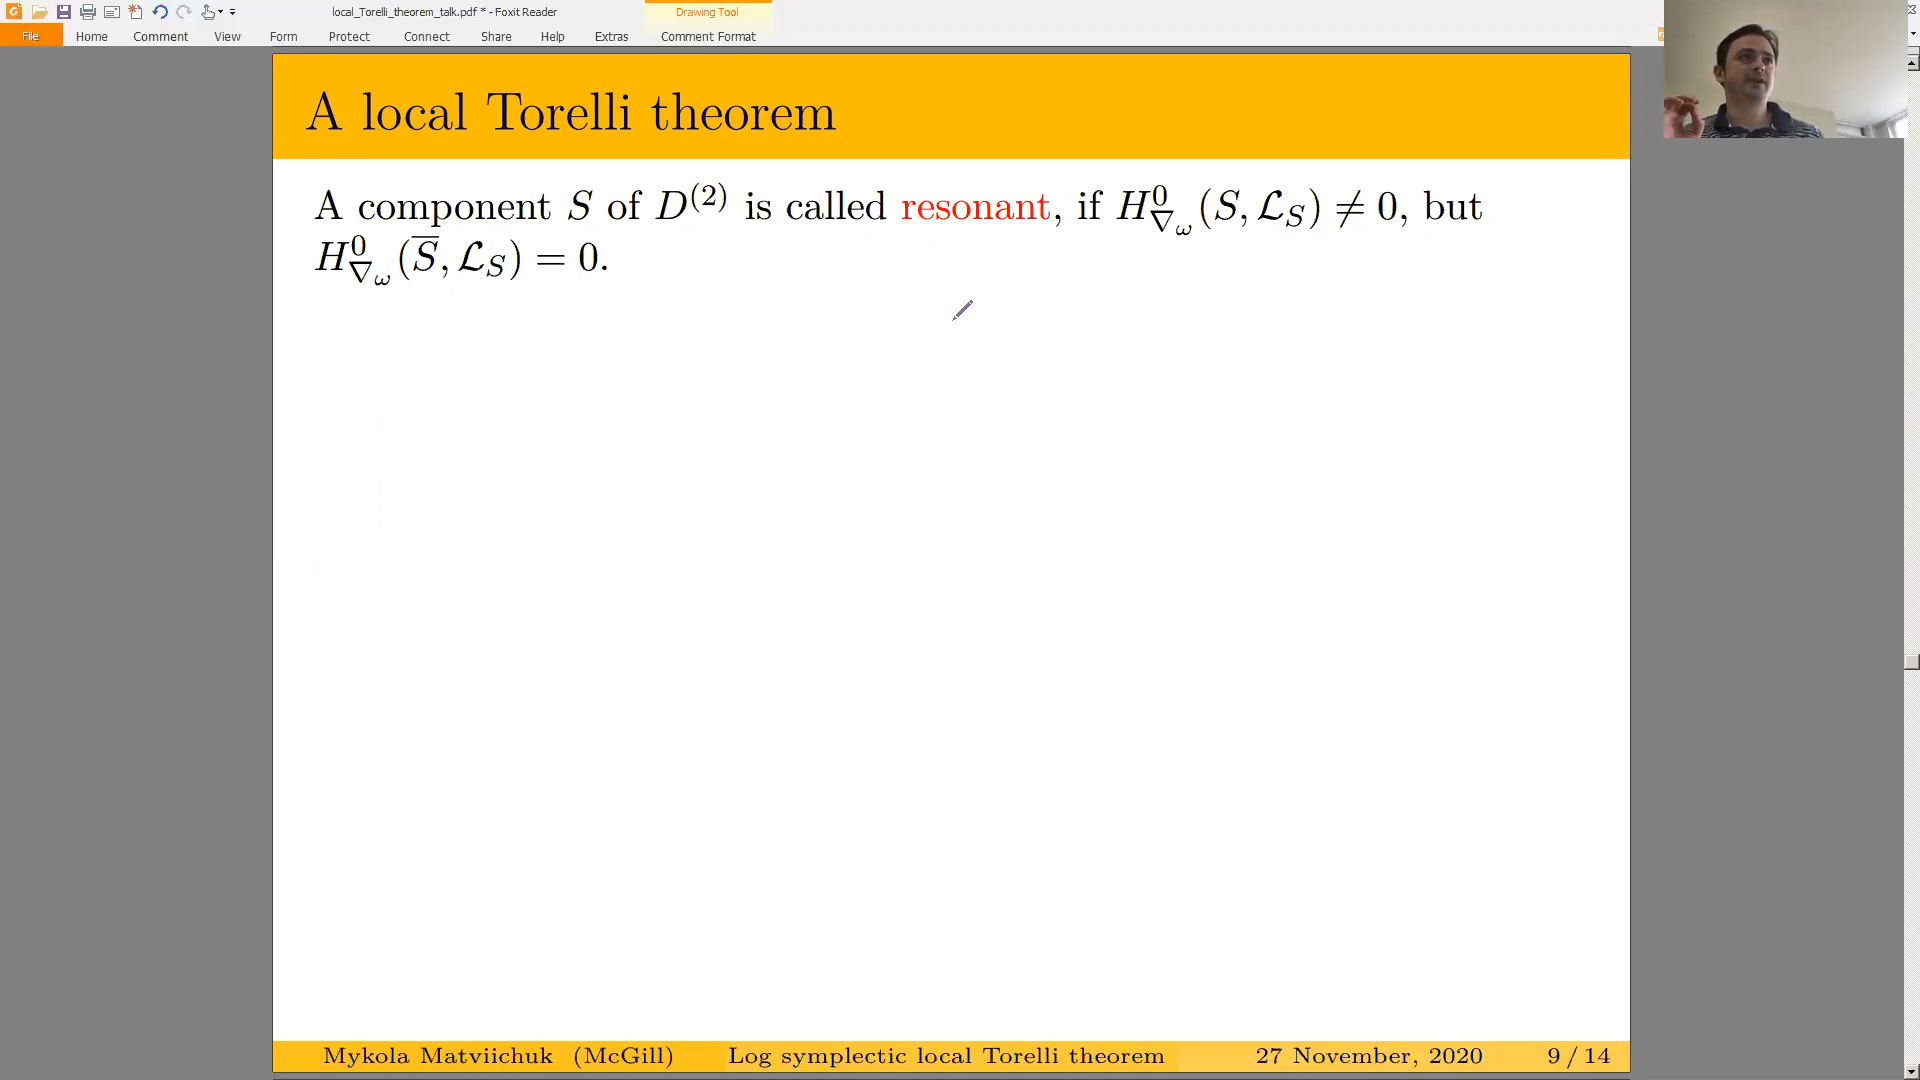 local_Torelli_theorem_talk.pdf * - Foxit Reader
Drawing Tool
File Home Comment View Form Protect Connect Share Help Extras Comment Format
A local Torelli theorem
A component S of D^{(2)} is called resonant, if H^0_{∇_ω}(S, ℒ_S) ≠ 0, but
H^0_{∇_ω}(\overline{S}, ℒ_S) = 0.
Mykola Matviichuk (McGill) Log symplectic local Torelli theorem 27 November, 2020 9 / 14